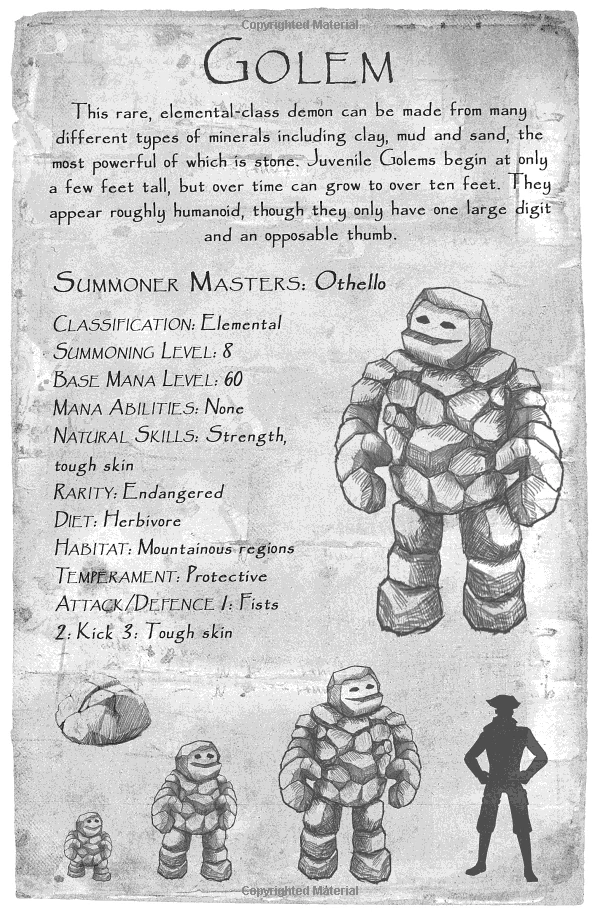 Copyrighted Material
GOLEM
This rare, elemental-class demon can be made from many
different types of minerals including clay, mud and sand, the
most powerful of which is stone. Juvenile Golems begin at only
a few feet tall, but over time can grow to over ten feet. They
appear roughly humanoid, though they only have one large digit
and an opposable thumb.
SUMMONER MASTERS: Othello
CLASSIFICATION: Elemental
SUMMONING LEVEL: 8
BASE MANA LEVEL: 60
MANA ABILITIES: None
NATURAL SKILLS: Strength,
tough skin
RARITY: Endangered
DIET: Herbivore
HABITAT: Mountainous regions
TEMPERAMENT: Protective
ATTACK/DEFENCE 1: Fists
2: Kick 3: Tough skin
Copyrighted Material